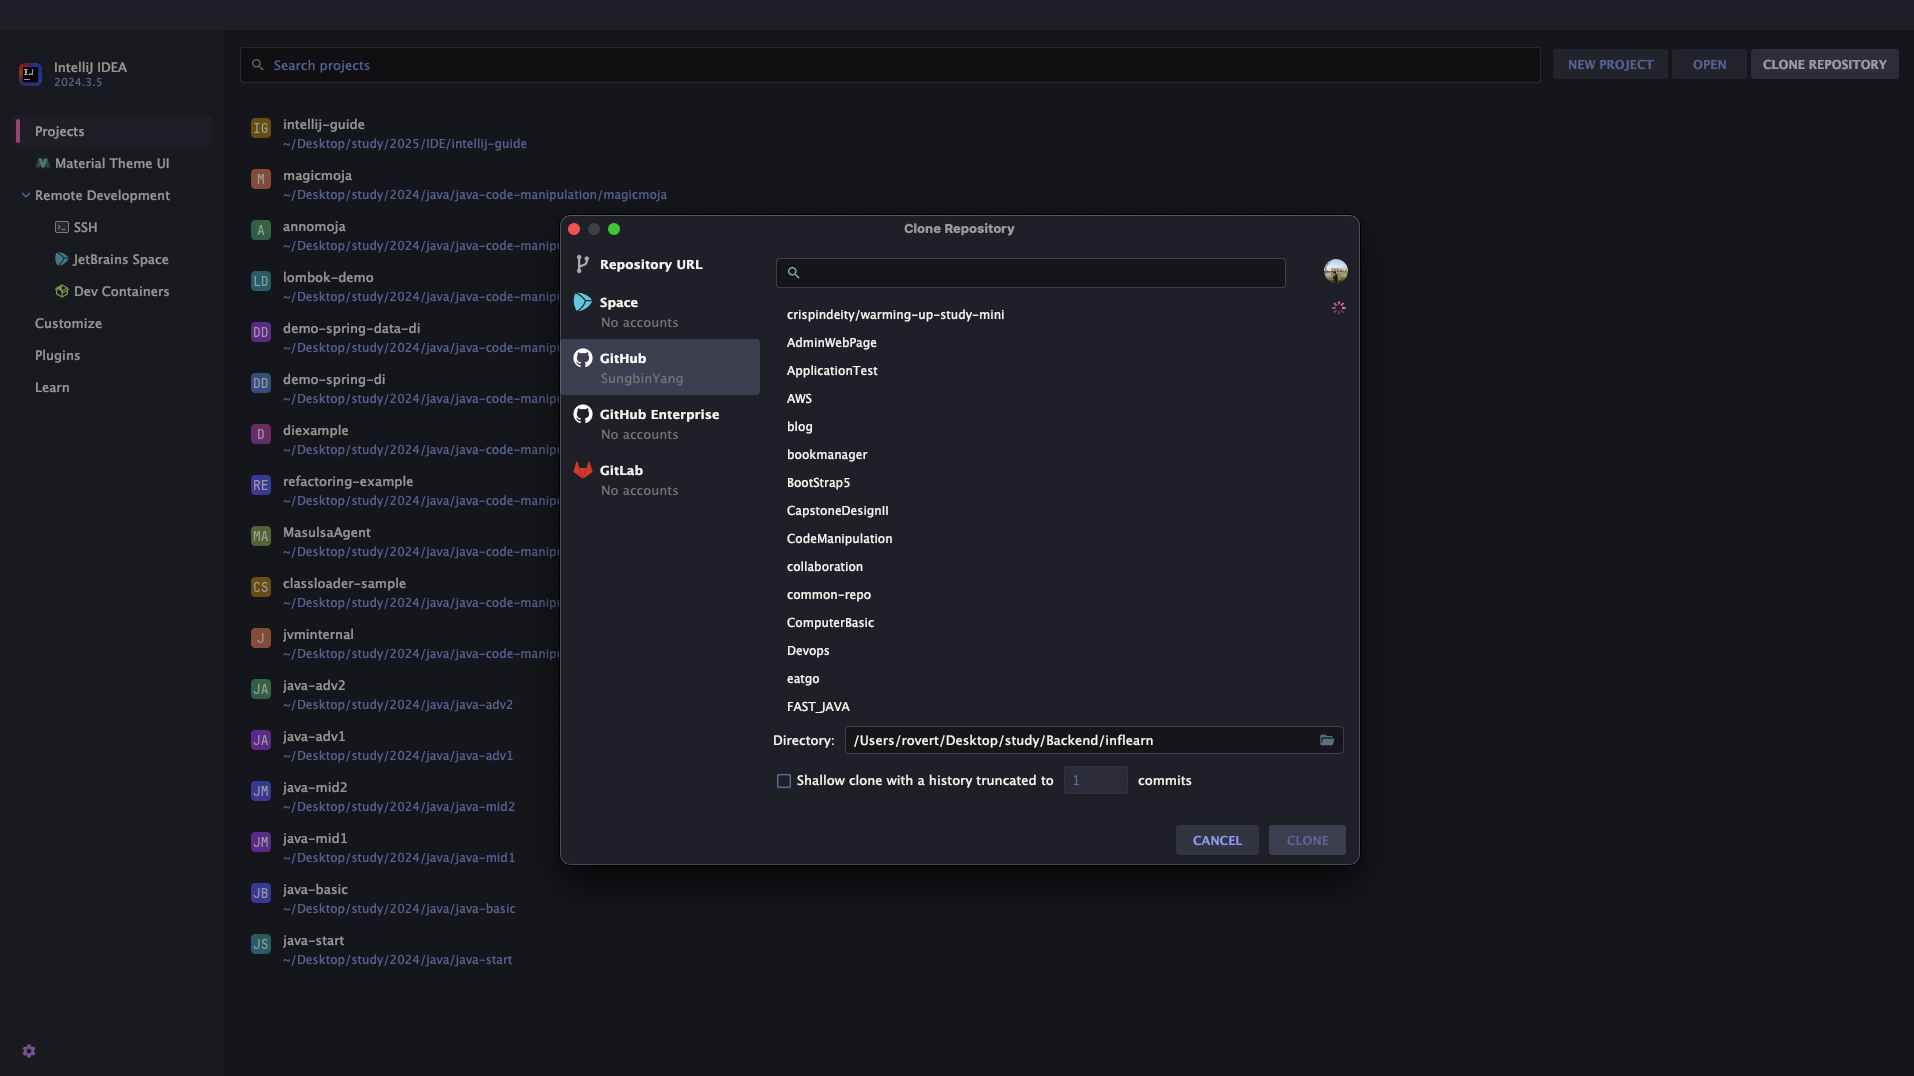 IntelliJ IDEA
2024.3.5
Search projects
NEW PROJECT
OPEN
CLONE REPOSITORY
Projects
Material Theme UI
Remote Development
SSH
JetBrains Space
Dev Containers
Customize
Plugins
Learn
IG intellij-guide
~/Desktop/study/2025/IDE/intellij-guide
M magicmoja
~/Desktop/study/2024/java/java-code-manipulation/magicmoja
A annomoja
~/Desktop/study/2024/java/java-code-manipu
LD lombok-demo
~/Desktop/study/2024/java/java-code-manipu
DD demo-spring-data-di
~/Desktop/study/2024/java/java-code-manipu
DD demo-spring-di
~/Desktop/study/2024/java/java-code-manipu
D diexample
~/Desktop/study/2024/java/java-code-manipu
RE refactoring-example
~/Desktop/study/2024/java/java-code-manipu
MA MasulsaAgent
~/Desktop/study/2024/java/java-code-manipu
CS classloader-sample
~/Desktop/study/2024/java/java-code-manipu
J jvminternal
~/Desktop/study/2024/java/java-code-manipu
JA java-adv2
~/Desktop/study/2024/java/java-adv2
JA java-adv1
~/Desktop/study/2024/java/java-adv1
JM java-mid2
~/Desktop/study/2024/java/java-mid2
JM java-mid1
~/Desktop/study/2024/java/java-mid1
JB java-basic
~/Desktop/study/2024/java/java-basic
JS java-start
~/Desktop/study/2024/java/java-start
Clone Repository
Repository URL
Space
No accounts
GitHub
SungbinYang
GitHub Enterprise
No accounts
GitLab
No accounts
crispindeity/warming-up-study-mini
AdminWebPage
ApplicationTest
AWS
blog
bookmanager
BootStrap5
CapstoneDesignII
CodeManipulation
collaboration
common-repo
ComputerBasic
Devops
eatgo
FAST_JAVA
Directory: /Users/rovert/Desktop/study/Backend/inflearn
Shallow clone with a history truncated to 1 commits
CANCEL
CLONE